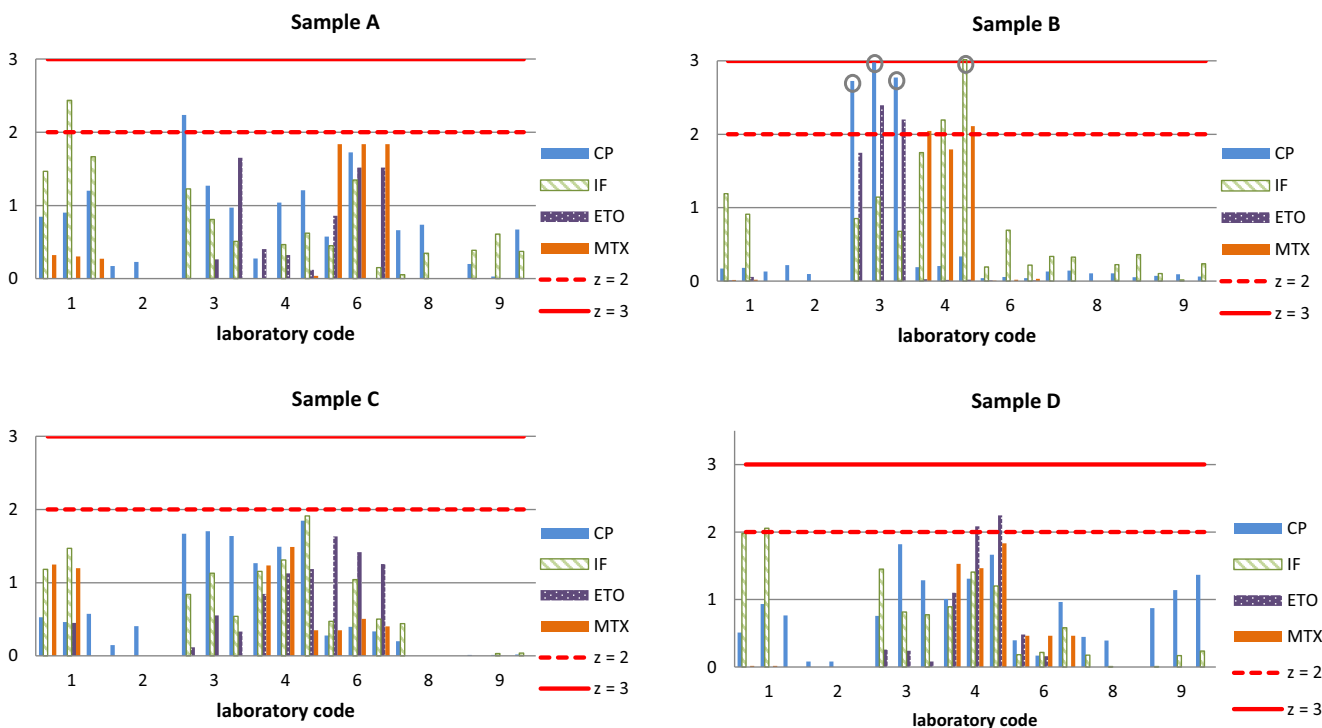 Sample A
3
2
1
0
1 2 3 4 6 8 9
laboratory code
CP
IF
ETO
MTX
z = 2
z = 3
Sample B
3
2
1
0
1 2 3 4 6 8 9
laboratory code
CP
IF
ETO
MTX
z = 2
z = 3
Sample C
3
2
1
0
1 2 3 4 6 8 9
laboratory code
CP
IF
ETO
MTX
z = 2
z = 3
Sample D
3
2
1
0
1 2 3 4 6 8 9
laboratory code
CP
IF
ETO
MTX
z = 2
z = 3